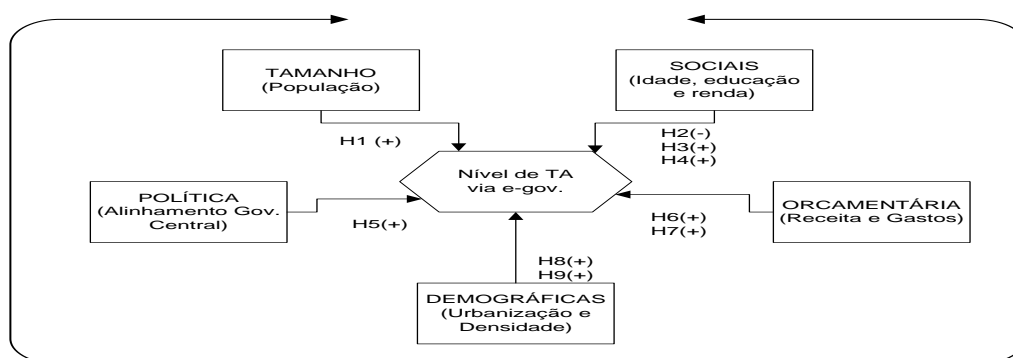 TAMANHO
(População)
SOCIAIS
(Idade, educação
e renda)
H1 (+)
H2(-)
H3(+)
H4(+)
Nível de TA
via e-gov.
POLÍTICA
(Alinhamento Gov.
Central)
H5(+)
H6(+)
H7(+)
ORCAMENTÁRIA
(Receita e Gastos)
H8(+)
H9(+)
DEMOGRÁFICAS
(Urbanização e
Densidade)